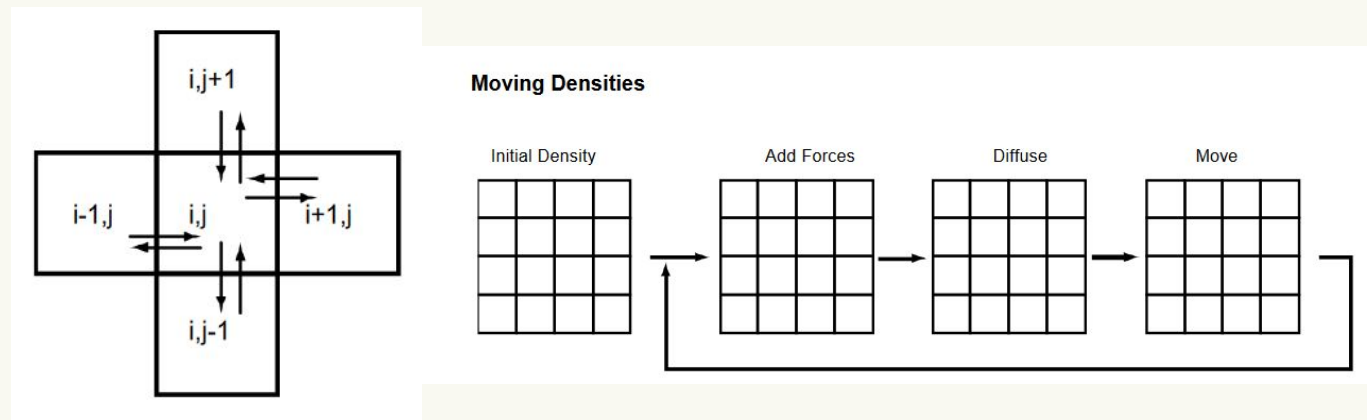 i,j+1
i-1,j
i,j
i+1,j
i,j-1
Moving Densities
Initial Density
Add Forces
Diffuse
Move